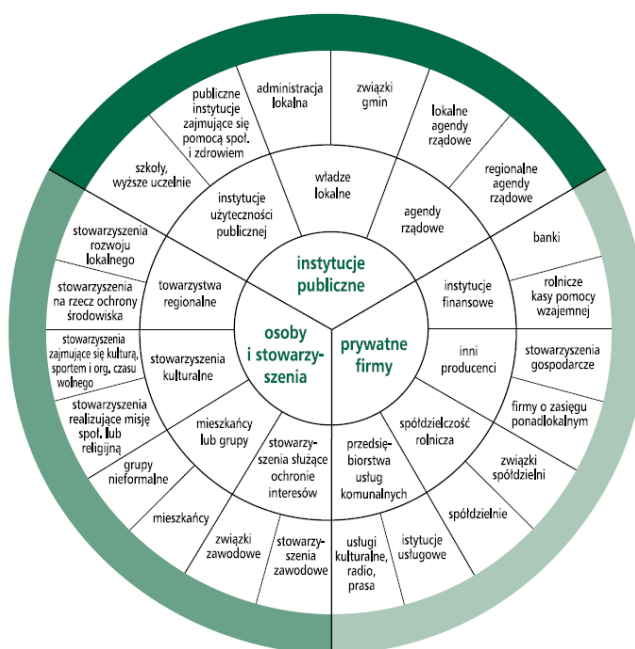 publiczne
instytucje
zajmujące się
pomocą społ.
i zdrowiem
administracja
lokalna
związki
gmin
lokalne
agendy
rządowe
regionalne
agendy
rządowe
szkoły,
wyższe uczelnie
instytucje
użyteczności
publicznej
władze
lokalne
agendy
rządowe
instytucje
publiczne
stowarzyszenia
rozwoju
lokalnego
stowarzyszenia
na rzecz ochrony
środowiska
towarzystwa
regionalne
instytucje
finansowe
banki
rolnicze
kasy pomocy
wzajemnej
osoby
i stowarzy-
szenia
prywatne
firmy
stowarzyszenia
zajmujące się kulturą,
sportem i org. czasu
wolnego
stowarzyszenia
kulturalne
inni
producenci
stowarzyszenia
gospodarcze
stowarzyszenia
realizujące misję
społ. lub
religijną
mieszkańcy
lub grupy
stowarzy-
szenia służące
ochronie
interesów
przedsię-
biorstwa
usług
komunalnych
spółdzielczość
rolnicza
firmy o zasięgu
ponadlokalnym
grupy
nieformalne
mieszkańcy
związki
zawodowe
stowarzy-
szenia
zawodowe
usługi
kulturalne,
radio,
prasa
istytucje
usługowe
spółdzielnie
związki
spółdzielni